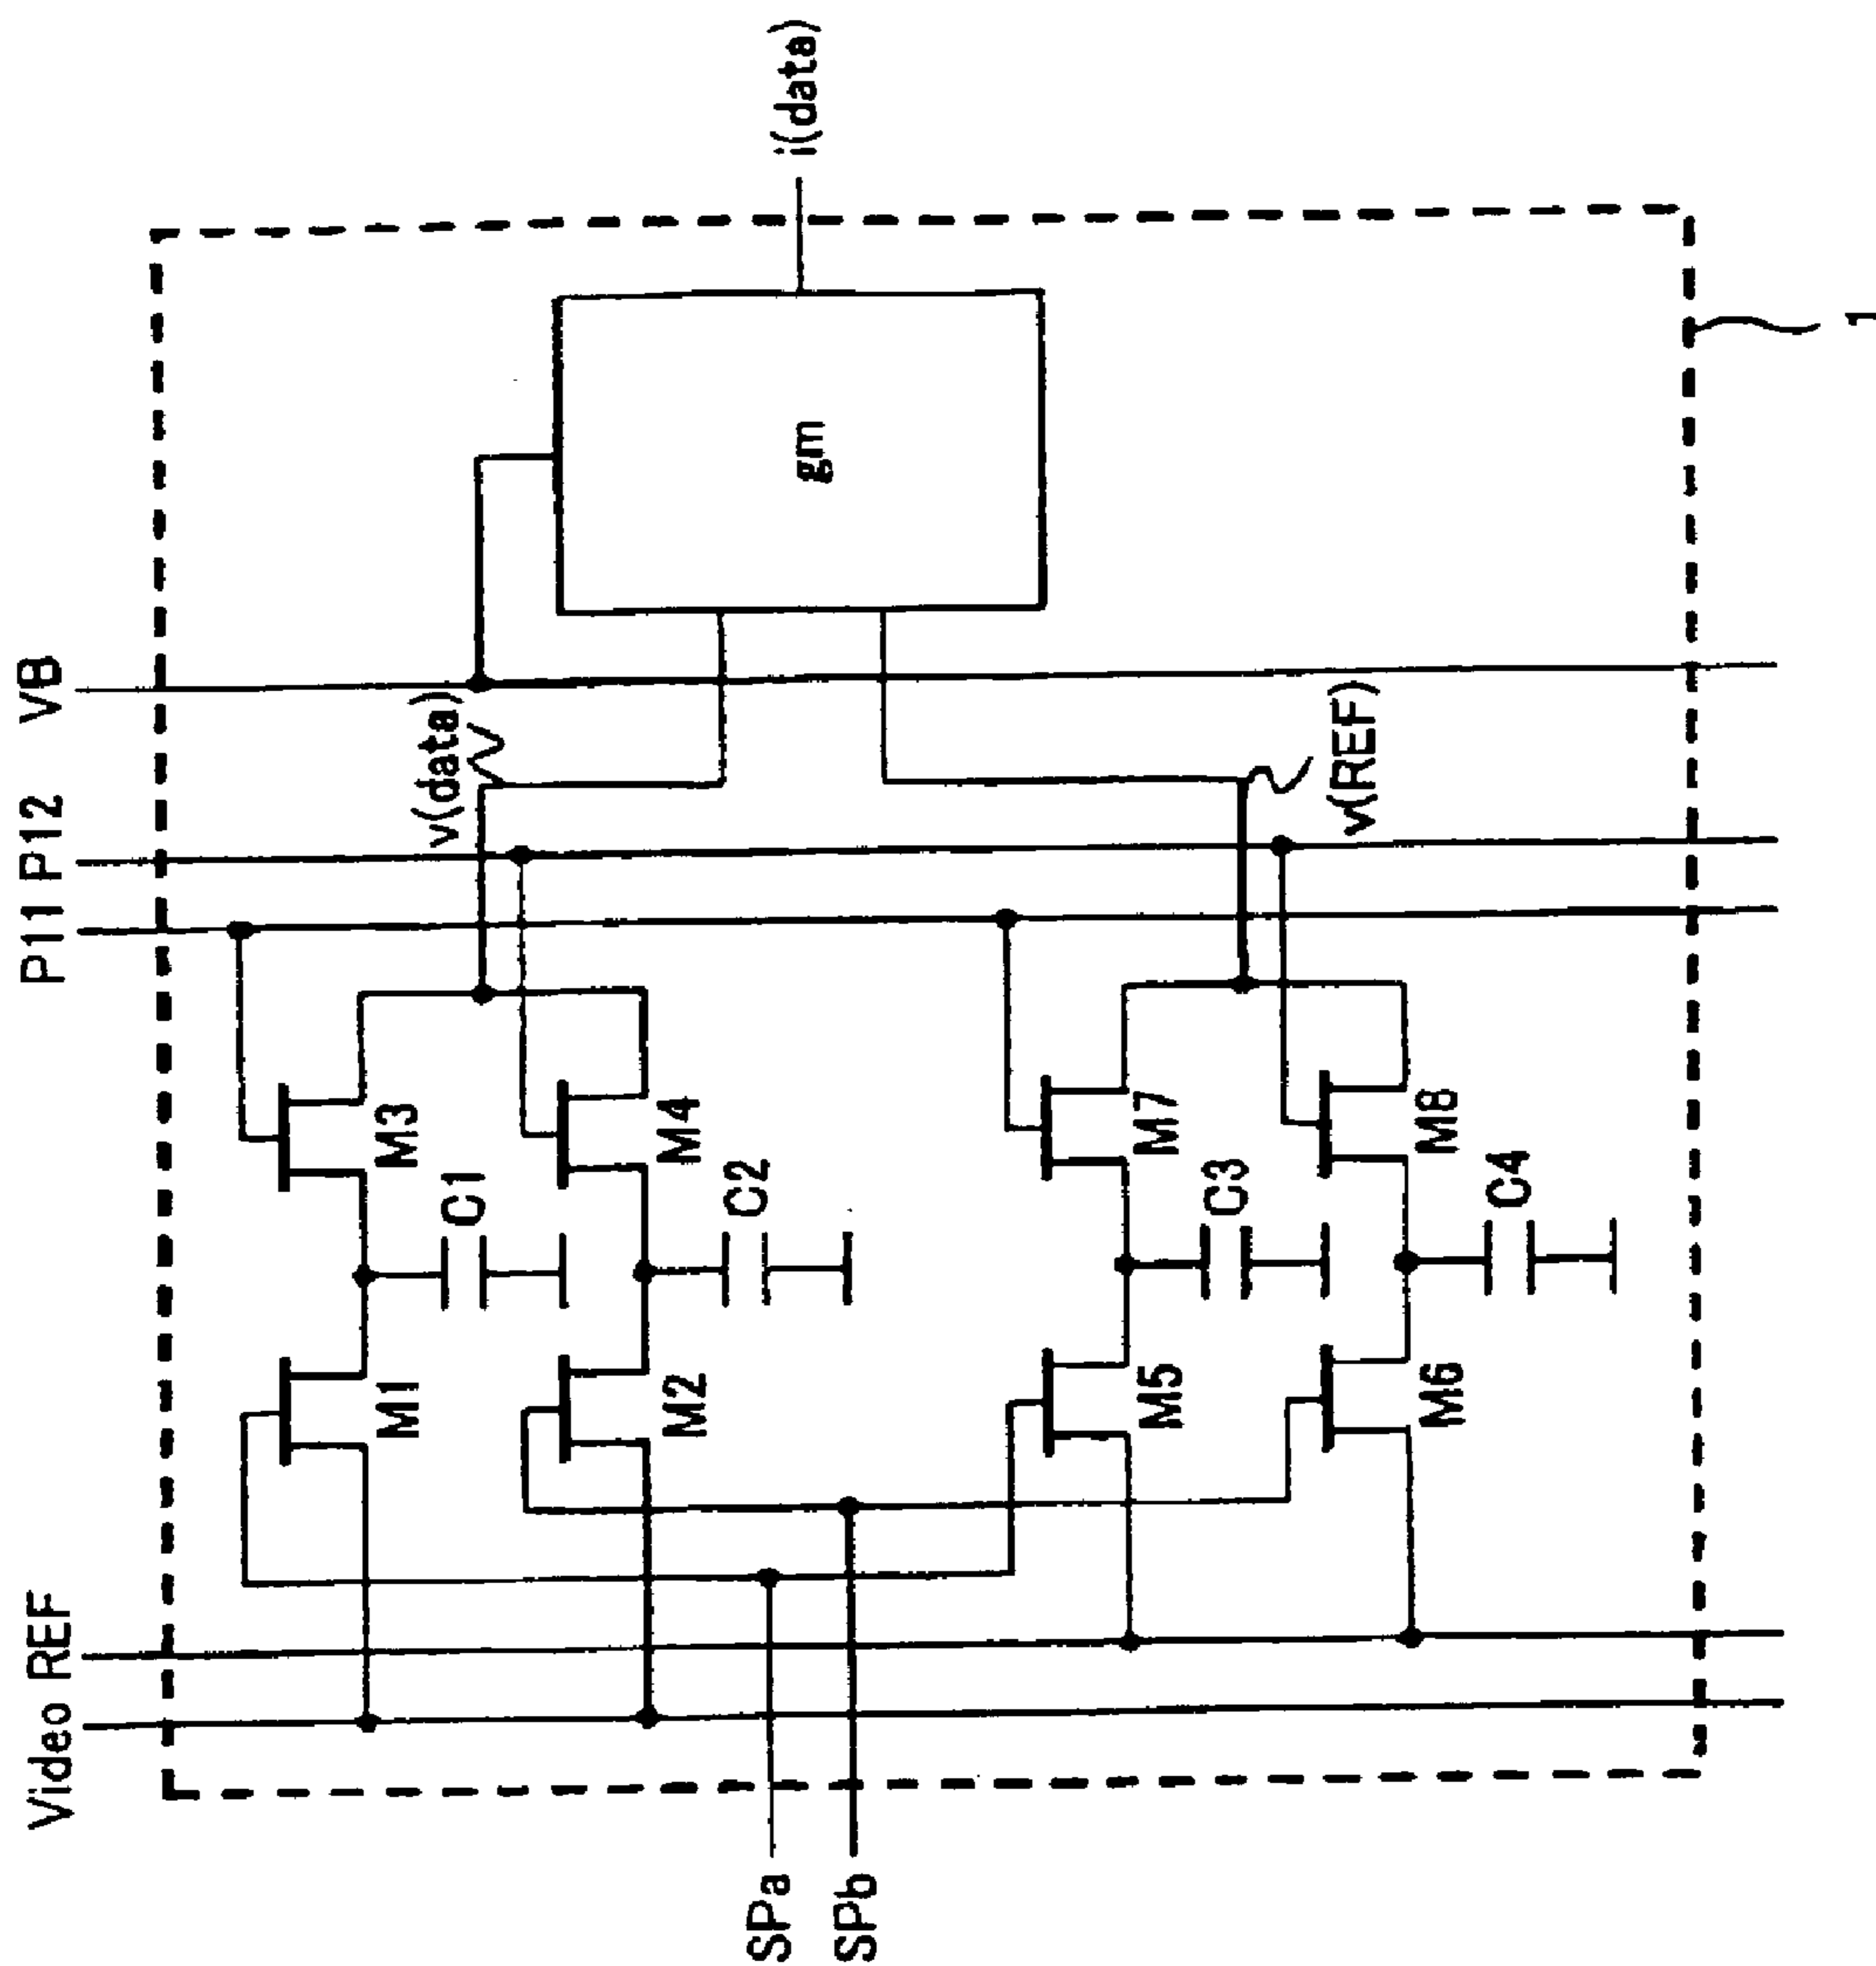 Video REF P11 P12 VB
SPa
SPb
M1
C1
M3
M2
C2
M4
v(data)
gm
i(data)
M5
C3
M7
M6
C4
M8
v(REF)
1